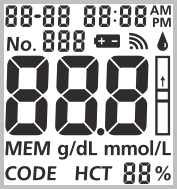 88-88 88:88 AM
PM
No. 888
88.8
MEM g/dL mmol/L
CODE HCT 88 %